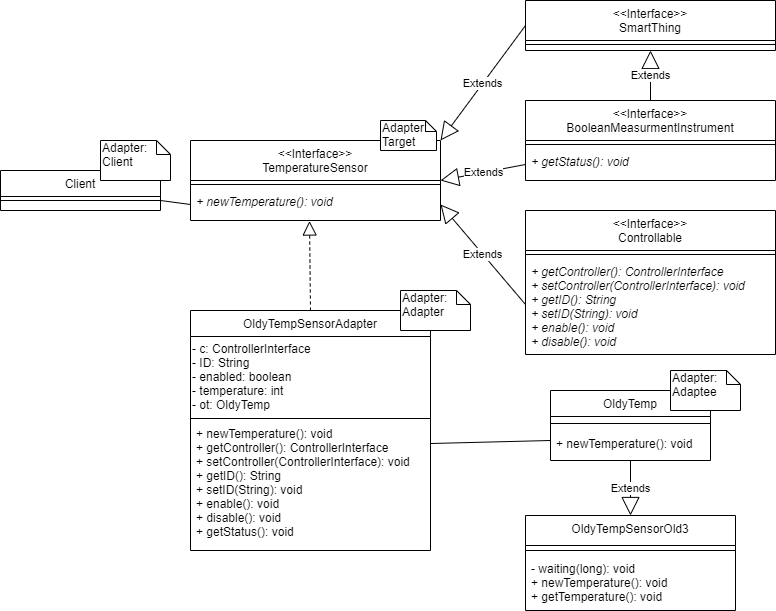 <<Interface>>
SmartThing
Extends
Extends
<<Interface>>
BooleanMeasurmentInstrument
+ getStatus(): void
Adapter:
Client
Client
Adapter:
Target
<<Interface>>
TemperatureSensor
+ newTemperature(): void
Extends
<<Interface>>
Controllable
+ getController(): ControllerInterface
+ setController(ControllerInterface): void
+ getID(): String
+ setID(String): void
+ enable(): void
+ disable(): void
Extends
Adapter:
Adapter
OldyTempSensorAdapter
- c: ControllerInterface
- ID: String
- enabled: boolean
- temperature: int
- ot: OldyTemp
+ newTemperature(): void
+ getController(): ControllerInterface
+ setController(ControllerInterface): void
+ getID(): String
+ setID(String): void
+ enable(): void
+ disable(): void
+ getStatus(): void
Adapter:
Adaptee
OldyTemp
+ newTemperature(): void
Extends
OldyTempSensorOld3
- waiting(long): void
+ newTemperature(): void
+ getTemperature(): void